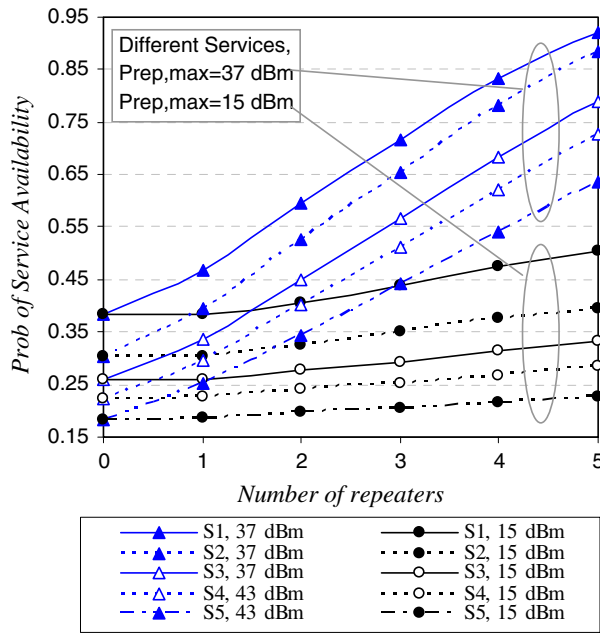 0.95
0.85
0.75
0.65
0.55
0.45
0.35
0.25
0.15
Prob of Service Availability
Different Services,
Prep,max=37 dBm
Prep,max=15 dBm
0 1 2 3 4 5
Number of repeaters
S1, 37 dBm
S2, 37 dBm
S3, 37 dBm
S4, 43 dBm
S5, 37 dBm
S1, 15 dBm
S2, 15 dBm
S3, 15 dBm
S4, 15 dBm
S5, 15 dBm